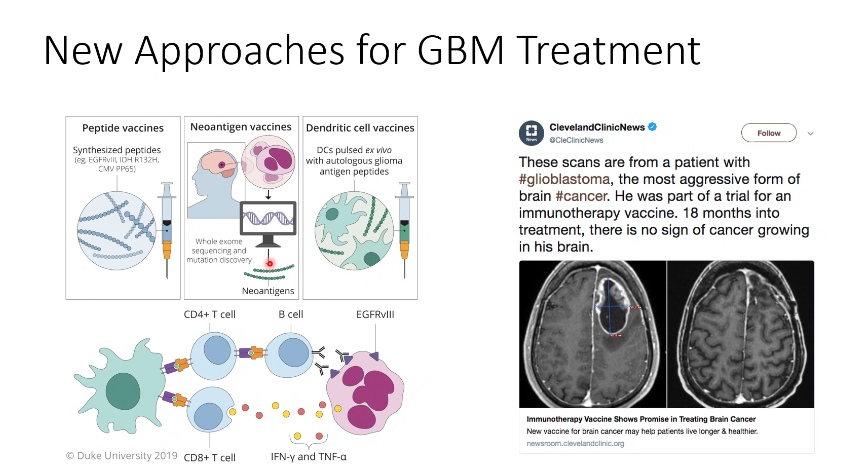 New Approaches for GBM Treatment
Peptide vaccines
Synthesized peptides
(eg, EGFRvIII, IDH R132H,
CMV PP65)
Neoantigen vaccines
Whole exome
sequencing and
mutation discovery
Neoantigens
Dendritic cell vaccines
DCs pulsed ex vivo
with autologous glioma
antigen peptides
CD4+ T cell
B cell
EGFRvIII
CD8+ T cell
IFN-γ and TNF-α
© Duke University 2019
ClevelandClinicNews
@CleClinicNews
Follow
News
These scans are from a patient with
#glioblastoma, the most aggressive form of
brain #cancer. He was part of a trial for an
immunotherapy vaccine. 18 months into
treatment, there is no sign of cancer growing
in his brain.
Immunotherapy Vaccine Shows Promise in Treating Brain Cancer
New vaccine for brain cancer may help patients live longer & healthier.
newsroom.clevelandclinic.org